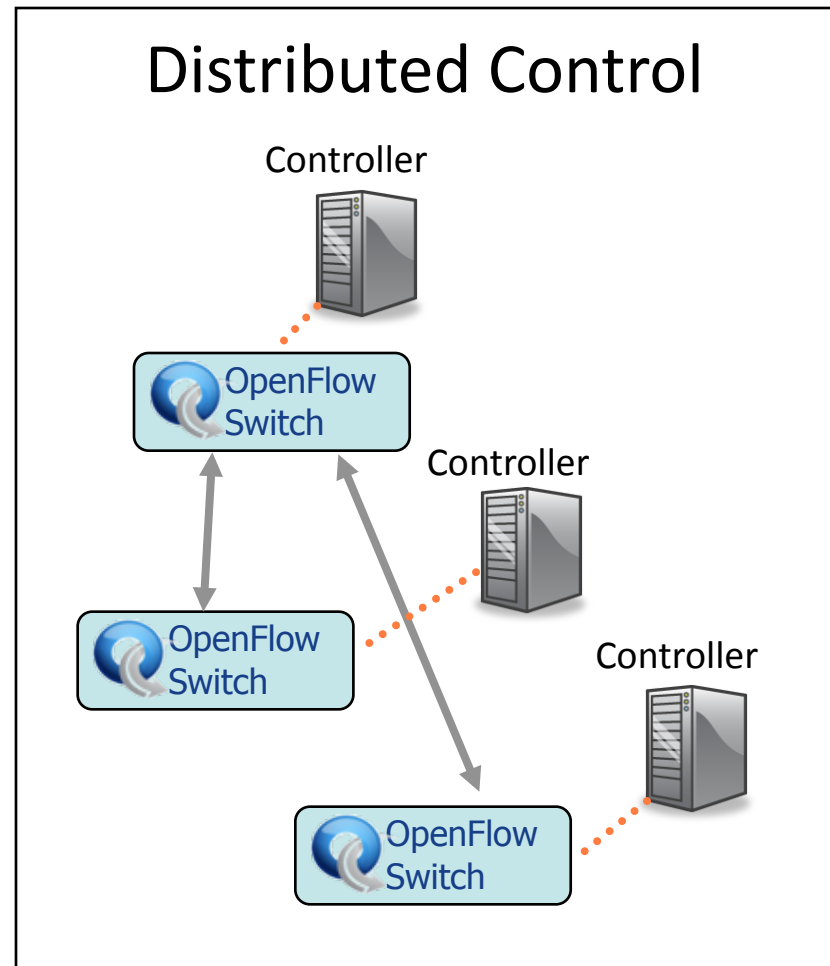 Distributed Control
Controller
OpenFlow
Switch
Controller
OpenFlow
Switch
Controller
OpenFlow
Switch